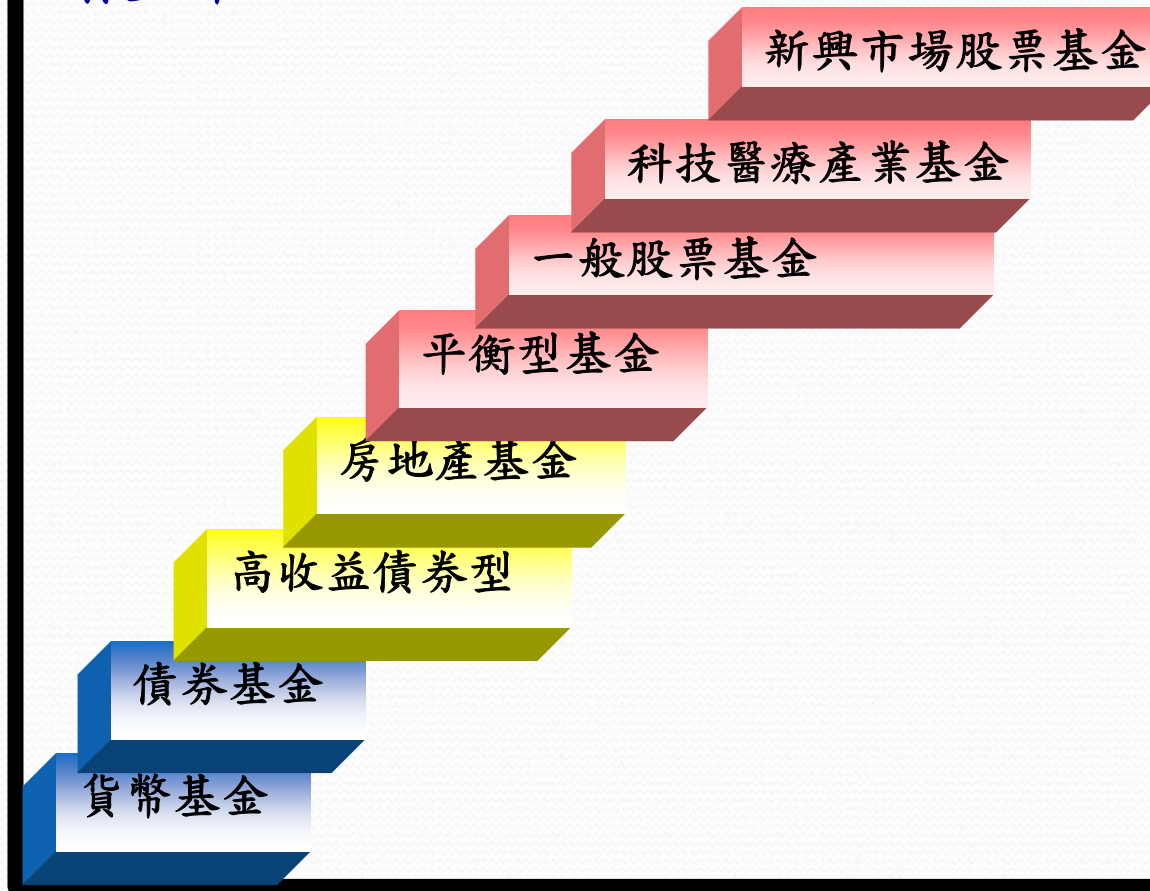 新興市場股票基金
科技醫療產業基金
一般股票基金
平衡型基金
房地產基金
高收益債券型
債券基金
貨幣基金